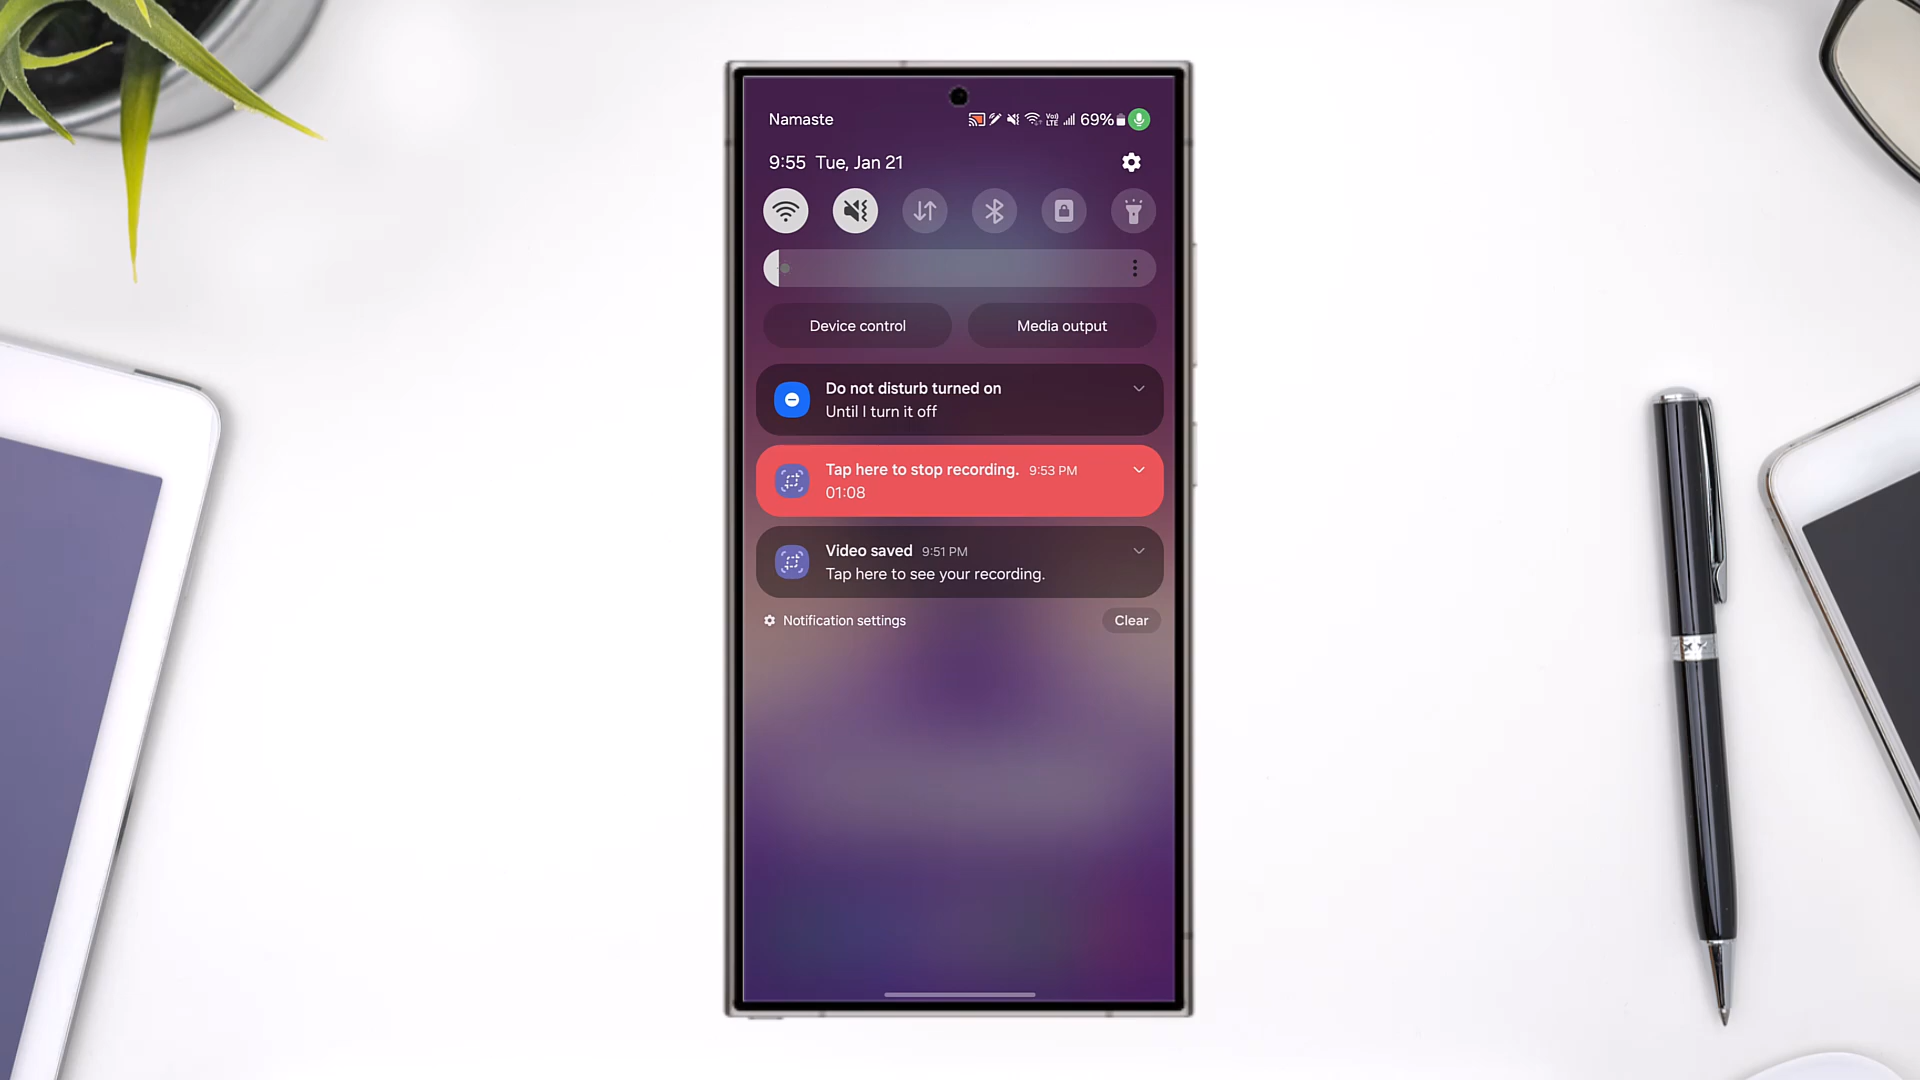 Namaste
Vo)) LTE 69%
9:55 Tue, Jan 21
Device control Media output
Do not disturb turned on
Until I turn it off
Tap here to stop recording. 9:53 PM
01:08
Video saved 9:51 PM
Tap here to see your recording.
Notification settings Clear